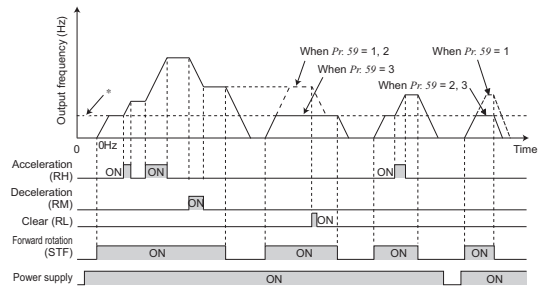 Output frequency (Hz)
When Pr. 59 = 1, 2
When Pr. 59 = 3
When Pr. 59 = 1
When Pr. 59 = 2, 3
*
0
0Hz
Time
Acceleration
(RH)
ON
ON
ON
Deceleration
(RM)
ON
Clear (RL)
ON
Forward rotation
(STF)
ON
ON
ON
ON
Power supply
ON
ON